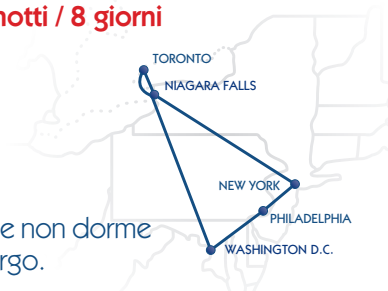 notti / 8 giorni
TORONTO
NIAGARA FALLS
NEW YORK
PHILADELPHIA
e non dorme
WASHINGTON D.C.
rgo.